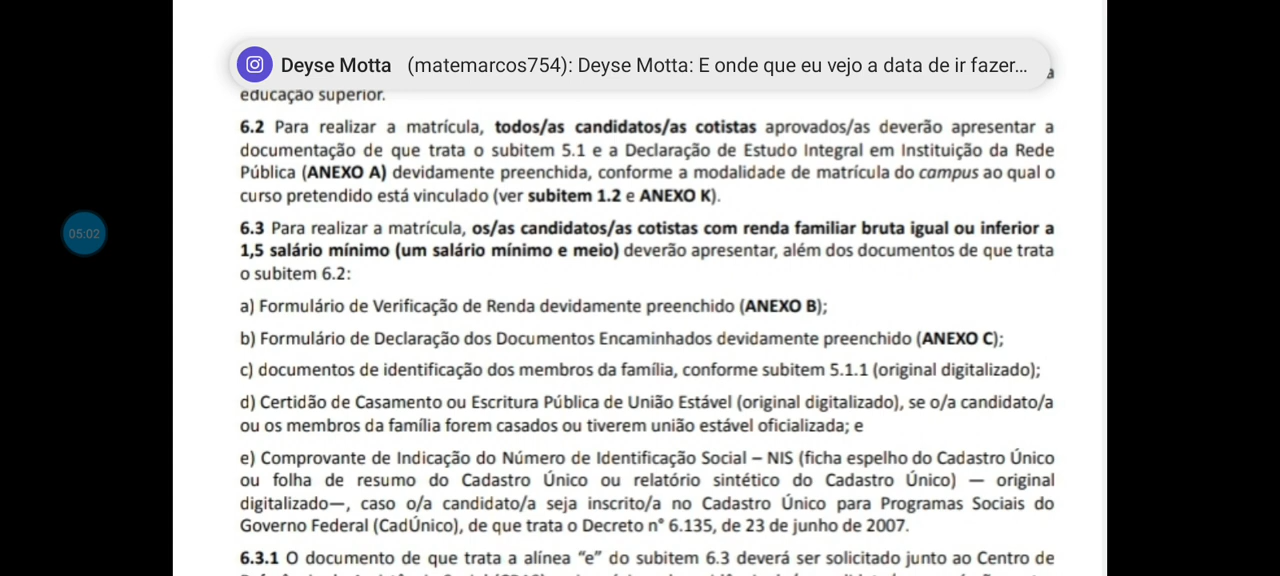 Deyse Motta (matemarcos754): Deyse Motta: E onde que eu vejo a data de ir fazer...
educação superior.
6.2 Para realizar a matrícula, todos/as candidatos/as cotistas aprovados/as deverão apresentar a
documentação de que trata o subitem 5.1 e a Declaração de Estudo Integral em Instituição da Rede
Pública (ANEXO A) devidamente preenchida, conforme a modalidade de matrícula do campus ao qual o
curso pretendido está vinculado (ver subitem 1.2 e ANEXO K).
05:02
6.3 Para realizar a matrícula, os/as candidatos/as cotistas com renda familiar bruta igual ou inferior a
1,5 salário mínimo (um salário mínimo e meio) deverão apresentar, além dos documentos de que trata
o subitem 6.2:
a) Formulário de Verificação de Renda devidamente preenchido (ANEXO B);
b) Formulário de Declaração dos Documentos Encaminhados devidamente preenchido (ANEXO C);
c) documentos de identificação dos membros da família, conforme subitem 5.1.1 (original digitalizado);
d) Certidão de Casamento ou Escritura Pública de União Estável (original digitalizado), se o/a candidato/a
ou os membros da família forem casados ou tiverem união estável oficializada; e
e) Comprovante de Indicação do Número de Identificação Social – NIS (ficha espelho do Cadastro Único
ou folha de resumo do Cadastro Único ou relatório sintético do Cadastro Único) — original
digitalizado—, caso o/a candidato/a seja inscrito/a no Cadastro Único para Programas Sociais do
Governo Federal (CadÚnico), de que trata o Decreto n° 6.135, de 23 de junho de 2007.
6.3.1 O documento de que trata a alínea “e” do subitem 6.3 deverá ser solicitado junto ao Centro de